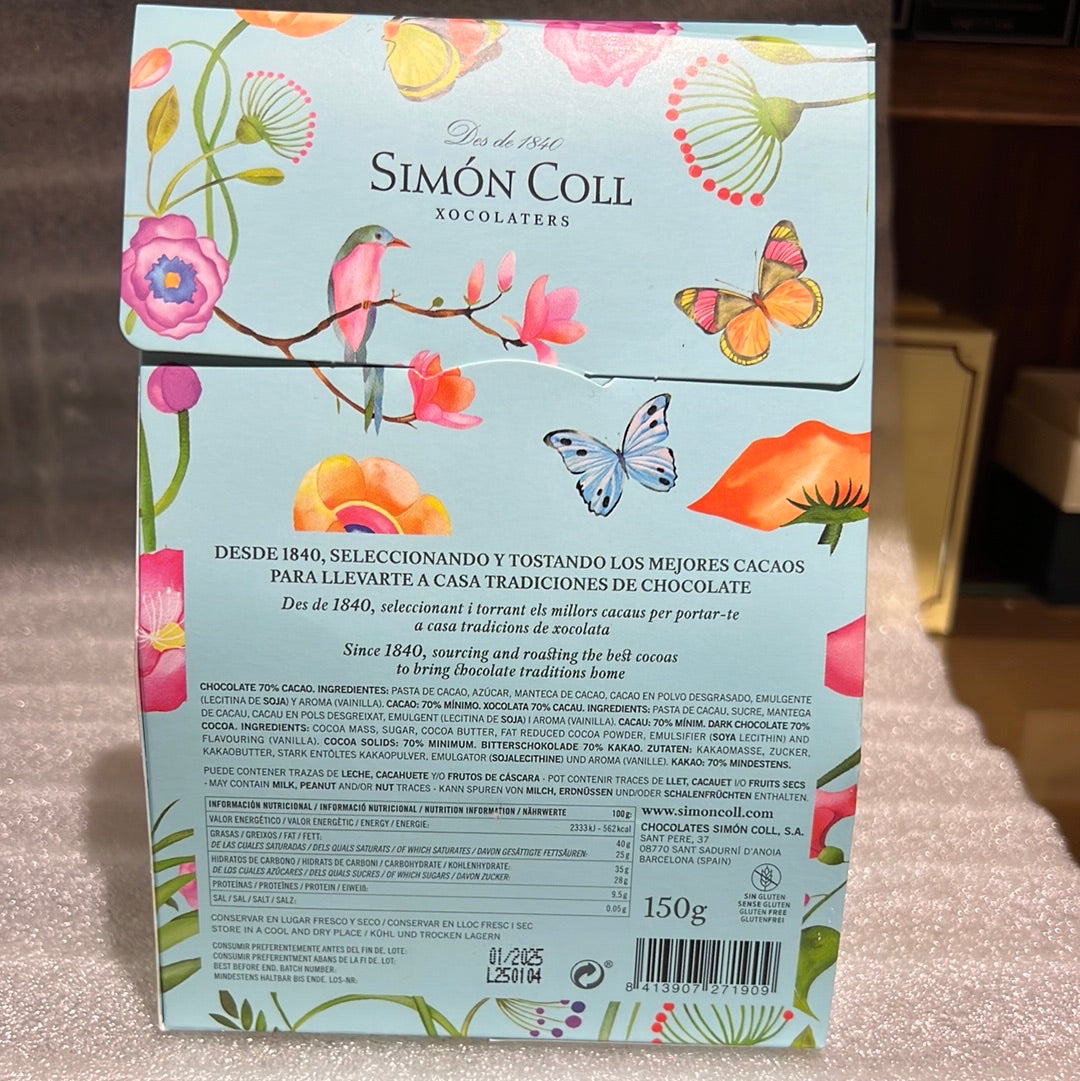 Des de 1840
SIMÓN COLL
XOCOLATERS
DESDE 1840, SELECCIONANDO Y TOSTANDO LOS MEJORES CACAOS
PARA LLEVARTE A CASA TRADICIONES DE CHOCOLATE
Des de 1840, seleccionant i torrant els millors cacaus per portar-te
a casa tradicions de xocolata
Since 1840, sourcing and roasting the best cocoas
to bring chocolate traditions home
CHOCOLATE 70% CACAO. INGREDIENTES: PASTA DE CACAO, AZÚCAR, MANTECA DE CACAO, CACAO EN POLVO DESGRASADO, EMULGENTE
(LECITINA DE SOJA) Y AROMA (VAINILLA). CACAO: 70% MÍNIMO. XOCOLATA 70% CACAU. INGREDIENTS: PASTA DE CACAU, SUCRE, MANTEGA
DE CACAU, CACAU EN POLS DESGREIXAT, EMULGENT (LECITINA DE SOJA) I AROMA (VAINILLA). CACAU: 70% MÍNIM. DARK CHOCOLATE 70%
COCOA. INGREDIENTS: COCOA MASS, SUGAR, COCOA BUTTER, FAT REDUCED COCOA POWDER, EMULSIFIER (SOYA LECITHIN) AND
FLAVOURING (VANILLA). COCOA SOLIDS: 70% MINIMUM. BITTERSCHOKOLADE 70% KAKAO. ZUTATEN: KAKAOMASSE, ZUCKER,
KAKAOBUTTER, STARK ENTÖLTES KAKAOPULVER, EMULGATOR (SOJALECITHINE) UND AROMA (VANILLE). KAKAO: 70% MINDESTENS.
PUEDE CONTENER TRAZAS DE LECHE, CACAHUETE Y/O FRUTOS DE CÁSCARA · POT CONTENIR TRACES DE LLET, CACAUET I/O FRUITS SECS
· MAY CONTAIN MILK, PEANUT AND/OR NUT TRACES · KANN SPUREN VON MILCH, ERDNÜSSEN UND/ODER SCHALENFRÜCHTEN ENTHALTEN.
INFORMACIÓN NUTRICIONAL / INFORMACIÓ NUTRICIONAL / NUTRITION INFORMATION / NÄHRWERTE 100g:
VALOR ENERGÉTICO / VALOR ENERGÈTIC / ENERGY / ENERGIE: 2333kJ - 562kcal
GRASAS / GREIXOS / FAT / FETT: 40g
DE LAS CUALES SATURADAS / DELS QUALS SATURATS / OF WHICH SATURATES / DAVON GESÄTTIGTE FETTSÄUREN: 25g
HIDRATOS DE CARBONO / HIDRATS DE CARBONI / CARBOHYDRATE / KOHLENHYDRATE: 35g
DE LOS CUALES AZÚCARES / DELS QUALS SUCRES / OF WHICH SUGARS / DAVON ZUCKER: 28g
PROTEÍNAS / PROTEÏNES / PROTEIN / EIWEIß: 9.5g
SAL / SAL / SALT / SALZ: 0.05g
www.simoncoll.com
CHOCOLATES SIMÓN COLL, S.A.
SANT PERE, 37
08770 SANT SADURNÍ D'ANOIA
BARCELONA (SPAIN)
SIN GLUTEN
SENSE GLUTEN
GLUTEN FREE
GLUTENFREI
150g
CONSERVAR EN LUGAR FRESCO Y SECO / CONSERVAR EN LLOC FRESC I SEC
STORE IN A COOL AND DRY PLACE / KÜHL UND TROCKEN LAGERN
CONSUMIR PREFERENTEMENTE ANTES DEL FIN DE. LOTE:
CONSUMIR PREFERENTMENT ABANS DE LA FI DE. LOT:
BEST BEFORE END. BATCH NUMBER:
MINDESTENS HALTBAR BIS ENDE. LOS-NR:
01/2025
L250104
®
8 413907 271909